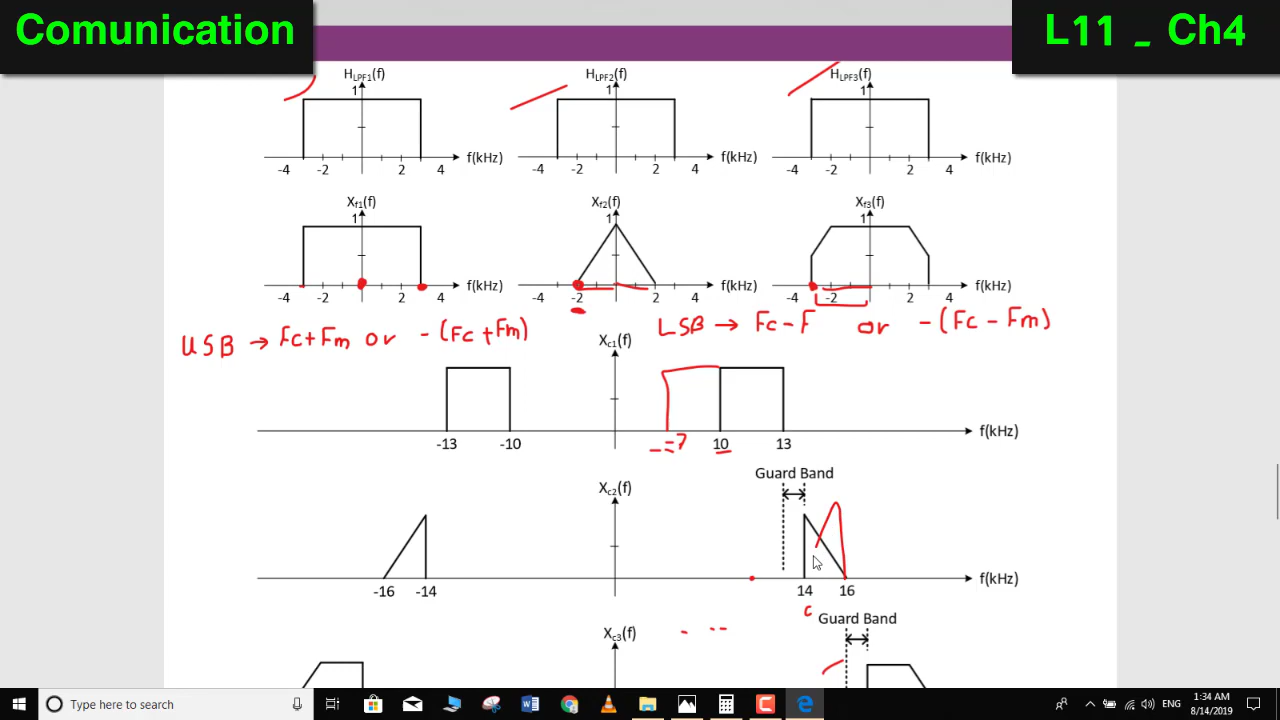 Comunication
L11 _ Ch4
HLPF1(f) HLPF2(f) HLPF3(f)
1 1 1
-4 -2 2 4 f(kHz) -4 -2 2 4 f(kHz) -4 -2 2 4 f(kHz)
Xf1(f) Xf2(f) Xf3(f)
1 1 1
-4 -2 2 4 f(kHz) -4 -2 2 4 f(kHz) -4 -2 2 4 f(kHz)
USB → Fc+Fm or -(Fc+Fm)
LSB → Fc-F or -(Fc-Fm)
Xc1(f)
-13 -10 7 10 13 f(kHz)
Guard Band
Xc2(f)
-16 -14 14 16 f(kHz)
c
Guard Band
Xc3(f)
Type here to search
ENG
1:34 AM
8/14/2019